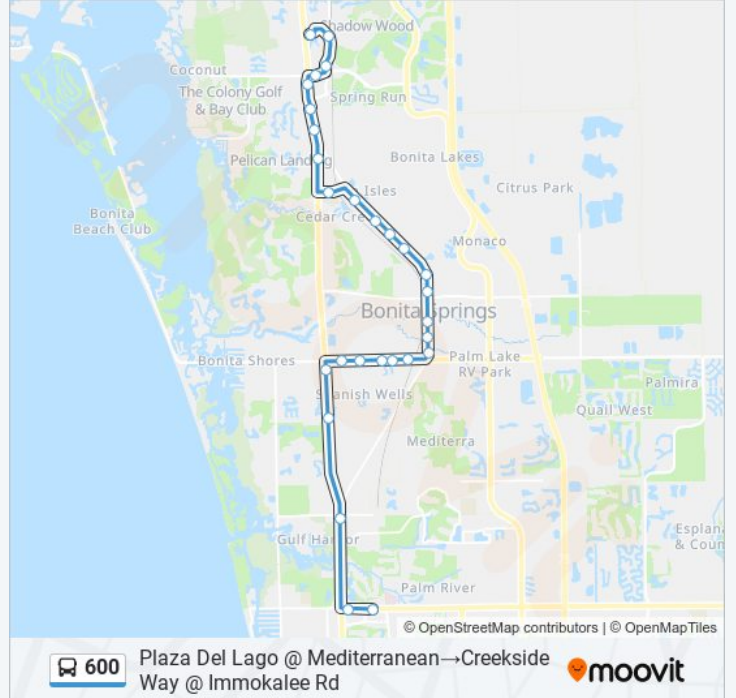 Shadow Wood
Coconut
The Colony Golf
& Bay Club
Spring Run
Pelican Landing
Bonita Lakes
Isles
Citrus Park
Bonita
Beach Club
Cedar Cre
Monaco
Bonita Springs
Bonita Shores
Palm Lake
RV Park
Spanish Wells
Palmira
Quail West
Mediterra
Esplan
& Coun
Gulf Harbor
Palm River
© OpenStreetMap contributors | © OpenMapTiles
600
Plaza Del Lago @ Mediterranean→Creekside
Way @ Immokalee Rd
moovit